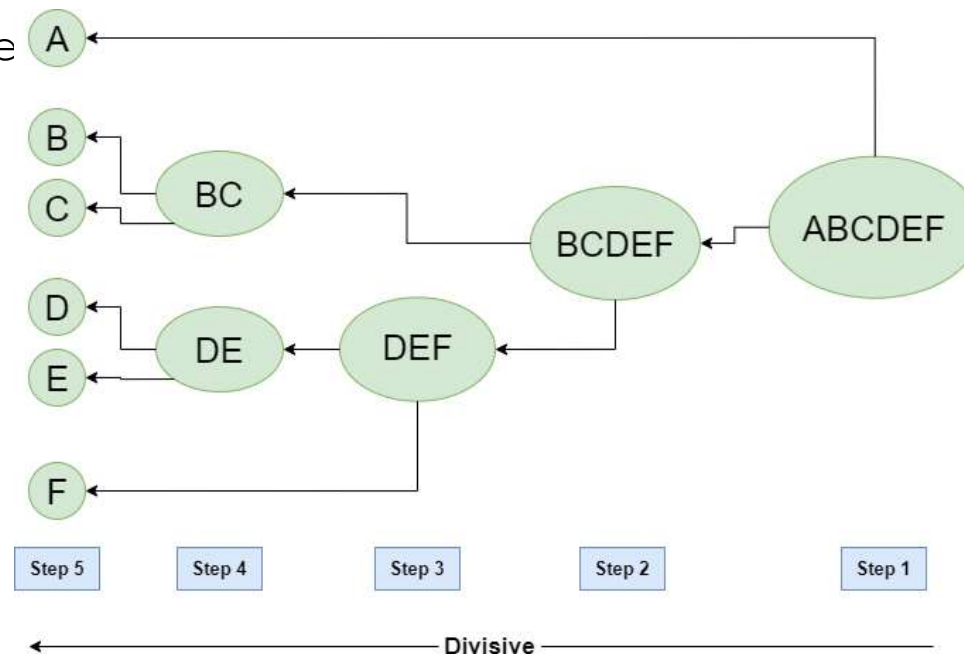 e
A
B
C
BC
ABCDEF
BCDEF
D
E
DE
DEF
F
Step 5 Step 4 Step 3 Step 2 Step 1
Divisive